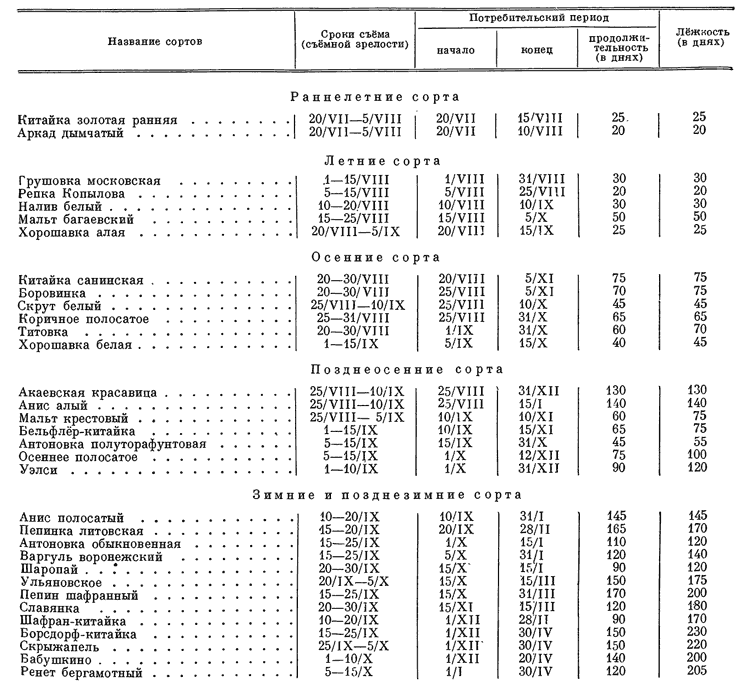 Название сортов Сроки съёма (съёмной зрелости) Потребительский период Лёжкость (в днях)
начало конец продолжительность (в днях)
Раннелетние сорта
Китайка золотая ранняя 20/VII—5/VIII 20/VII 15/VIII 25 25
Аркад дымчатый 20/VII—5/VIII 20/VII 10/VIII 20 20
Летние сорта
Грушовка московская 1—15/VIII 1/VIII 31/VIII 30 30
Репка Копылова 5—15/VIII 5/VIII 25/VIII 20 20
Налив белый 10—20/VIII 10/VIII 10/IX 30 30
Мальт багаевский 15—25/VIII 15/VIII 5/X 50 50
Хорошавка алая 20/VIII—5/IX 20/VIII 15/IX 25 25
Осенние сорта
Китайка санинская 20—30/VIII 20/VIII 5/XI 75 75
Боровинка 20—30/VIII 25/VIII 5/XI 70 75
Скрут белый 25/VIII—10/IX 25/VIII 10/X 45 45
Коричное полосатое 25—31/VIII 25/VIII 31/X 65 65
Титовка 20—30/VIII 1/IX 31/X 60 70
Хорошавка белая 1—15/IX 5/IX 15/X 40 45
Позднеосенние сорта
Акаевская красавица 25/VIII—10/IX 25/VIII 31/XII 130 130
Анис алый 25/VIII—10/IX 25/VIII 15/I 140 140
Мальт крестовый 25/VIII— 5/IX 10/IX 10/XI 60 75
Бельфлёр-китайка 1—15/IX 10/IX 15/XI 65 75
Антоновка полуторафунтовая 5—15/IX 15/IX 31/X 45 55
Осеннее полосатое 5—15/IX 1/X 12/XII 75 100
Уэлси 1—10/IX 1/X 31/XII 90 120
Зимние и позднезимние сорта
Анис полосатый 10—20/IX 10/IX 31/I 145 145
Пепинка литовская 15—20/IX 20/IX 28/II 165 170
Антоновка обыкновенная 15—25/IX 1/X 15/I 110 120
Варгуль воронежский 15—25/IX 5/X 31/I 120 140
Шаропай 20—30/IX 15/X 15/I 90 120
Ульяновское 20/IX—5/X 15/X 15/III 150 175
Пепин шафранный 15—25/IX 15/X 31/III 170 200
Славянка 20—30/IX 15/XI 15/III 120 180
Шафран-китайка 10—20/IX 1/XII 28/II 90 170
Борсдорф-китайка 15—25/IX 1/XII 30/IV 150 230
Скрыжапель 25/IX—5/X 1/XII 30/IV 150 220
Бабушкино 1—10/X 1/XII 20/IV 140 200
Ренет бергамотный 5—15/X 1/I 30/IV 120 205